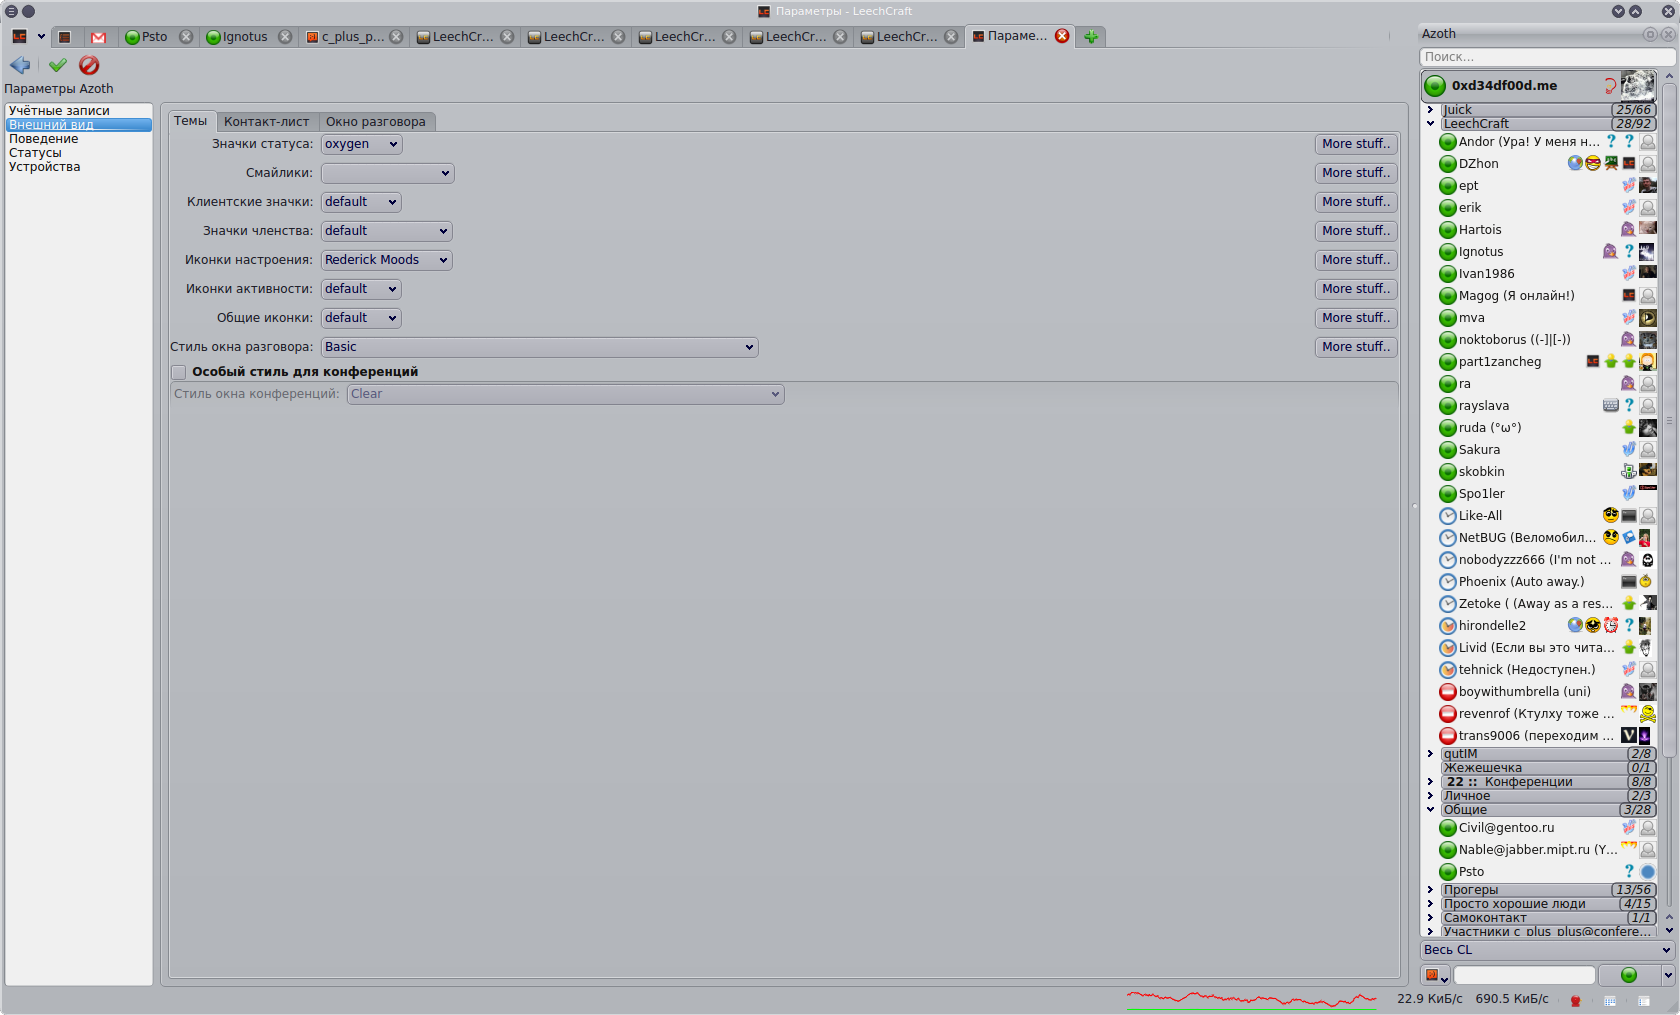 Параметры - LeechCraft
Psto
Ignotus
c_plus_p...
LeechCr...
LeechCr...
LeechCr...
LeechCr...
LeechCr...
Параме...
Параметры Azoth
Учётные записи
Внешний вид
Поведение
Статусы
Устройства
Темы
Контакт-лист
Окно разговора
Значки статуса: oxygen More stuff..
Смайлики: More stuff..
Клиентские значки: default More stuff..
Значки членства: default More stuff..
Иконки настроения: Rederick Moods More stuff..
Иконки активности: default More stuff..
Общие иконки: default More stuff..
Стиль окна разговора: Basic More stuff..
Особый стиль для конференций
Стиль окна конференций: Clear
Azoth
Поиск...
0xd34df00d.me
Juick 25/66
LeechCraft 28/92
Andor (Ура! У меня н...
DZhon
ept
erik
Hartois
Ignotus
Ivan1986
Magog (Я онлайн!)
mva
noktoborus ((-]|[-))
part1zancheg
ra
rayslava
ruda (°ω°)
Sakura
skobkin
Spo1ler
Like-All
NetBUG (Веломобил...
nobodyzzz666 (I'm not ...
Phoenix (Auto away.)
Zetoke ( (Away as a res...
hirondelle2
Livid (Если вы это чита...
tehnick (Недоступен.)
boywithumbrella (uni)
revenrof (Ктулху тоже ...
trans9006 (переходим ...
qutIM 2/8
Жежешечка 0/1
22 :: Конференции 8/8
Личное 2/3
Общие 3/28
Civil@gentoo.ru
Nable@jabber.mipt.ru (Y...
Psto
Прогеры 13/56
Просто хорошие люди 4/15
Самоконтакт 1/1
Участники c_plus_plus@confere...
Весь CL
22.9 КиБ/с 690.5 КиБ/с